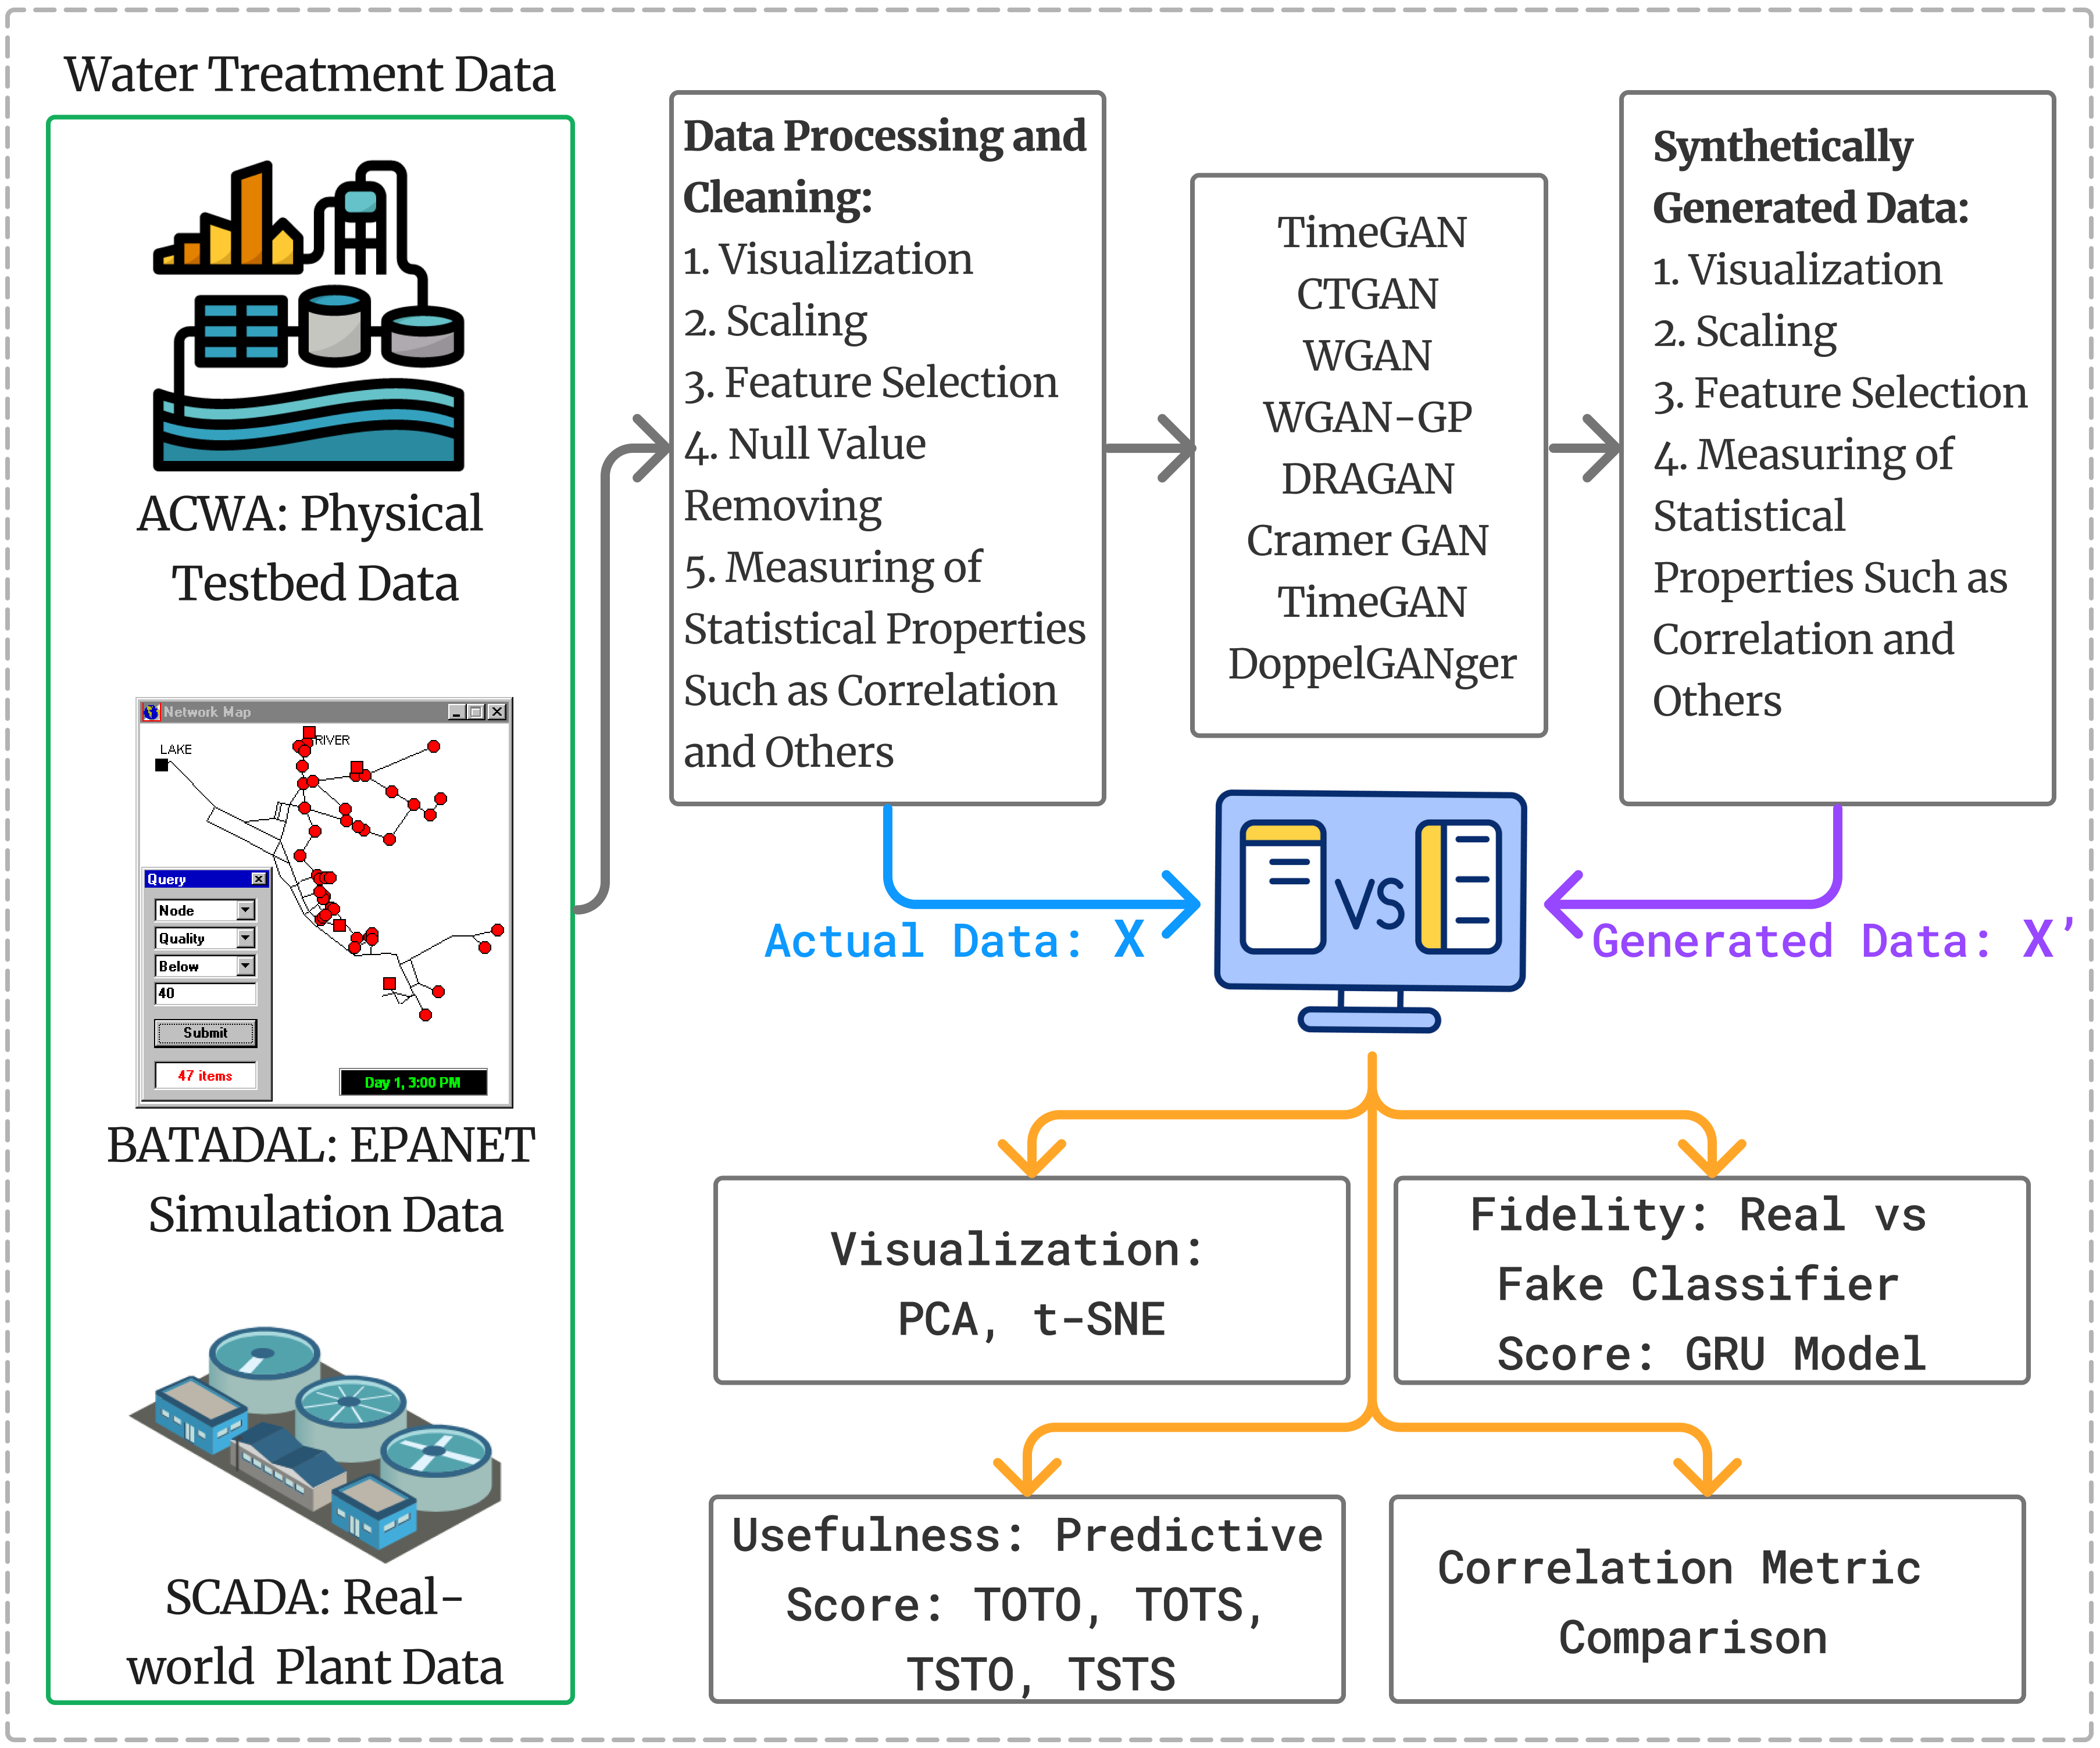 Water Treatment Data
ACWA: Physical
Testbed Data
Network Map
LAKE
RIVER
Query
Node
Quality
Below
40
Submit
47 items
Day 1, 3:00 PM
BATADAL: EPANET
Simulation Data
SCADA: Real-
world Plant Data
Data Processing and
Cleaning:
1. Visualization
2. Scaling
3. Feature Selection
4. Null Value
Removing
5. Measuring of
Statistical Properties
Such as Correlation
and Others
TimeGAN
CTGAN
WGAN
WGAN-GP
DRAGAN
Cramer GAN
TimeGAN
DoppelGANger
Synthetically
Generated Data:
1. Visualization
2. Scaling
3. Feature Selection
4. Measuring of
Statistical
Properties Such as
Correlation and
Others
Actual Data: X
VS
Generated Data: X’
Visualization:
PCA, t-SNE
Fidelity: Real vs
Fake Classifier
Score: GRU Model
Usefulness: Predictive
Score: TOTO, TOTS,
TSTO, TSTS
Correlation Metric
Comparison